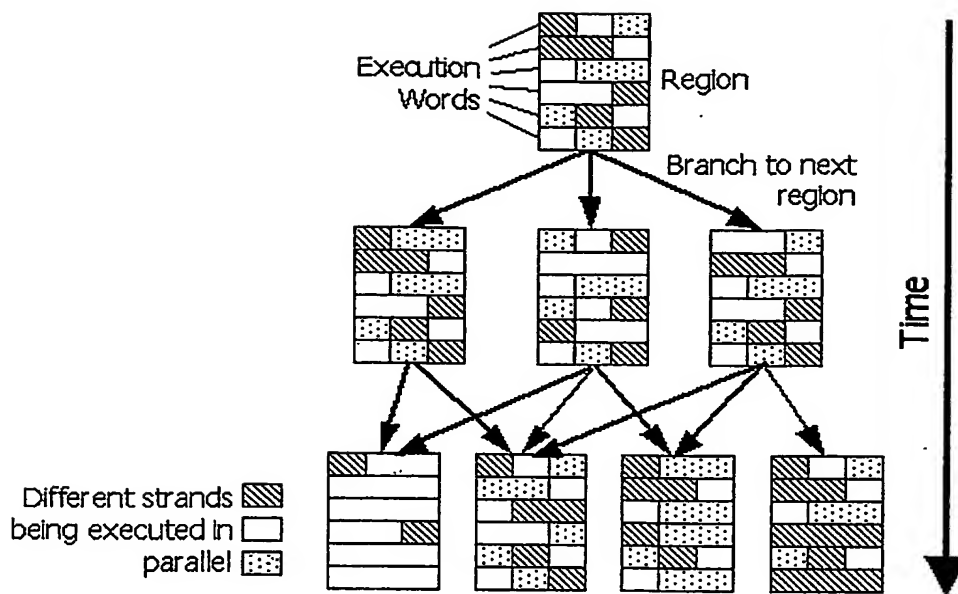 Execution
Words
Region
Branch to next
region
Time
Different strands
being executed in
parallel